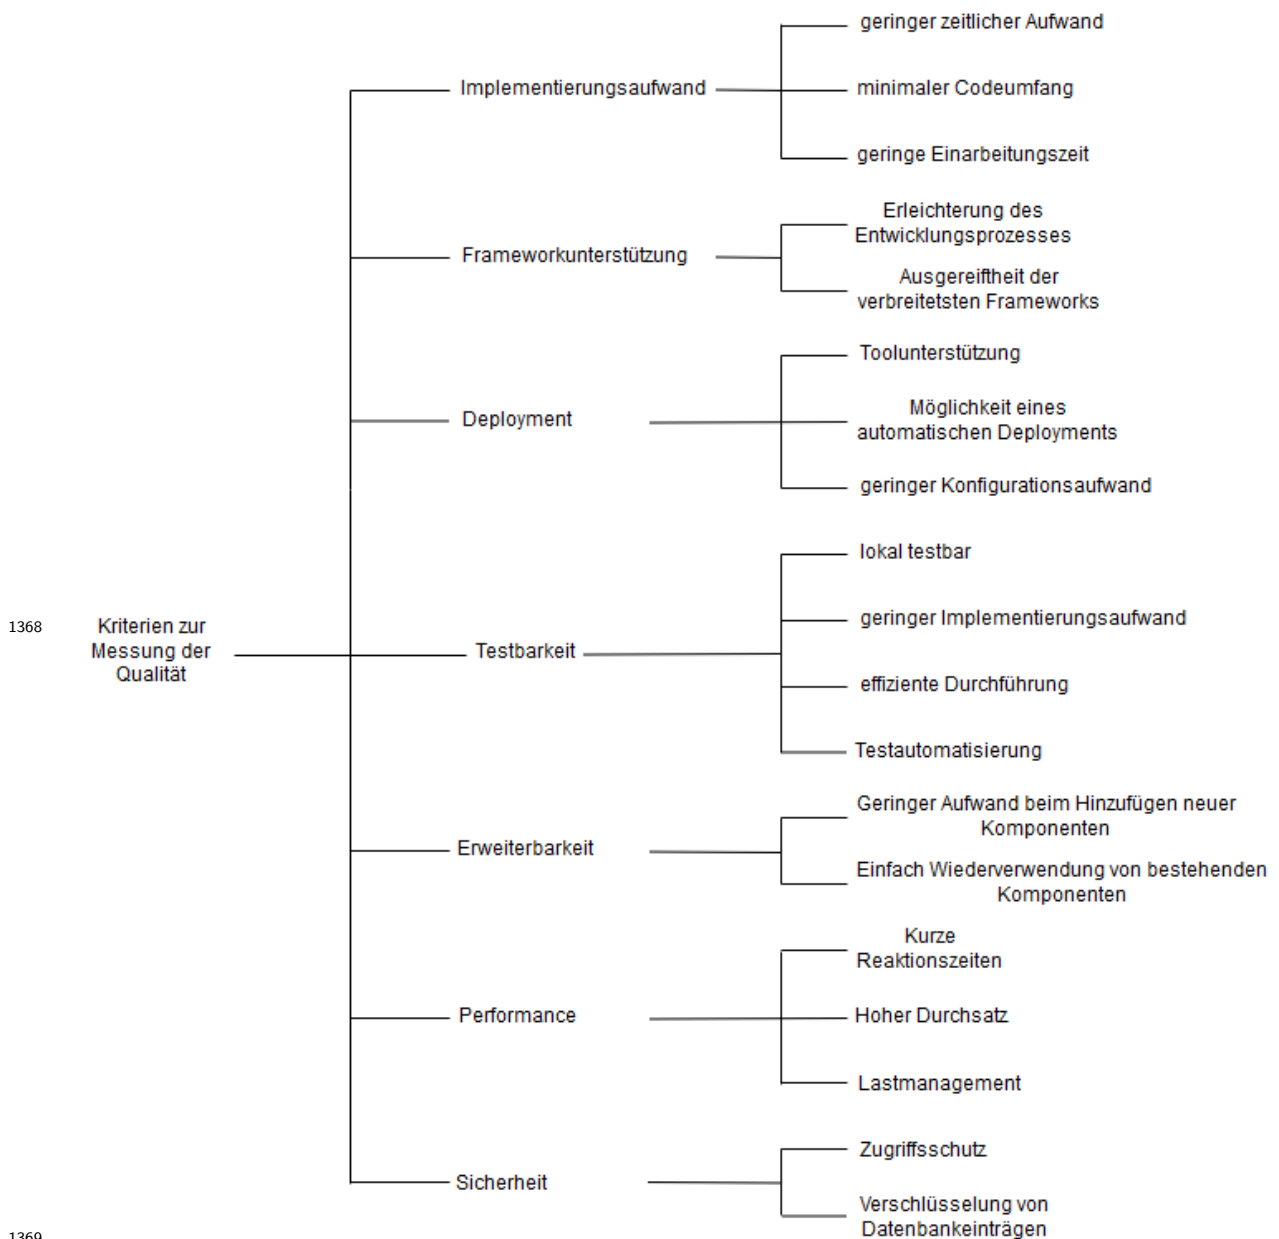 geringer zeitlicher Aufwand
Implementierungsaufwand
minimaler Codeumfang
geringe Einarbeitungszeit
Erleichterung des
Entwicklungsprozesses
Frameworkunterstützung
Ausgereiftheit der
verbreitetsten Frameworks
Toolunterstützung
Deployment
Möglichkeit eines
automatischen Deployments
geringer Konfigurationsaufwand
1368
Kriterien zur
Messung der
Qualität
Testbarkeit
lokal testbar
geringer Implementierungsaufwand
effiziente Durchführung
Testautomatisierung
Erweiterbarkeit
Geringer Aufwand beim Hinzufügen neuer
Komponenten
Einfach Wiederverwendung von bestehenden
Komponenten
Performance
Kurze
Reaktionszeiten
Hoher Durchsatz
Lastmanagement
Sicherheit
Zugriffsschutz
Verschlüsselung von
Datenbankeinträgen
1369